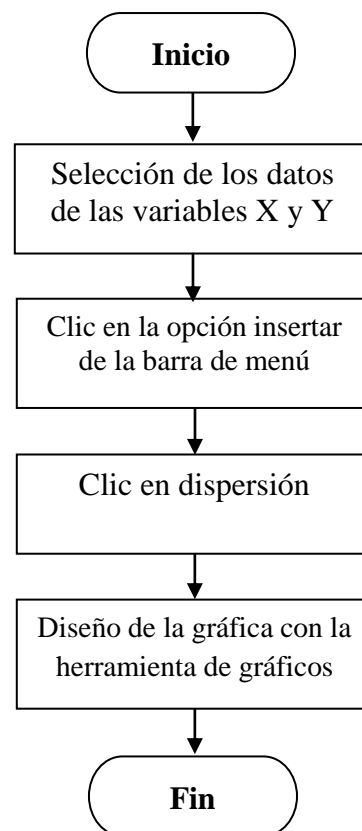 Inicio
Selección de los datos
de las variables X y Y
Clic en la opción insertar
de la barra de menú
Clic en dispersión
Diseño de la gráfica con la
herramienta de gráficos
Fin